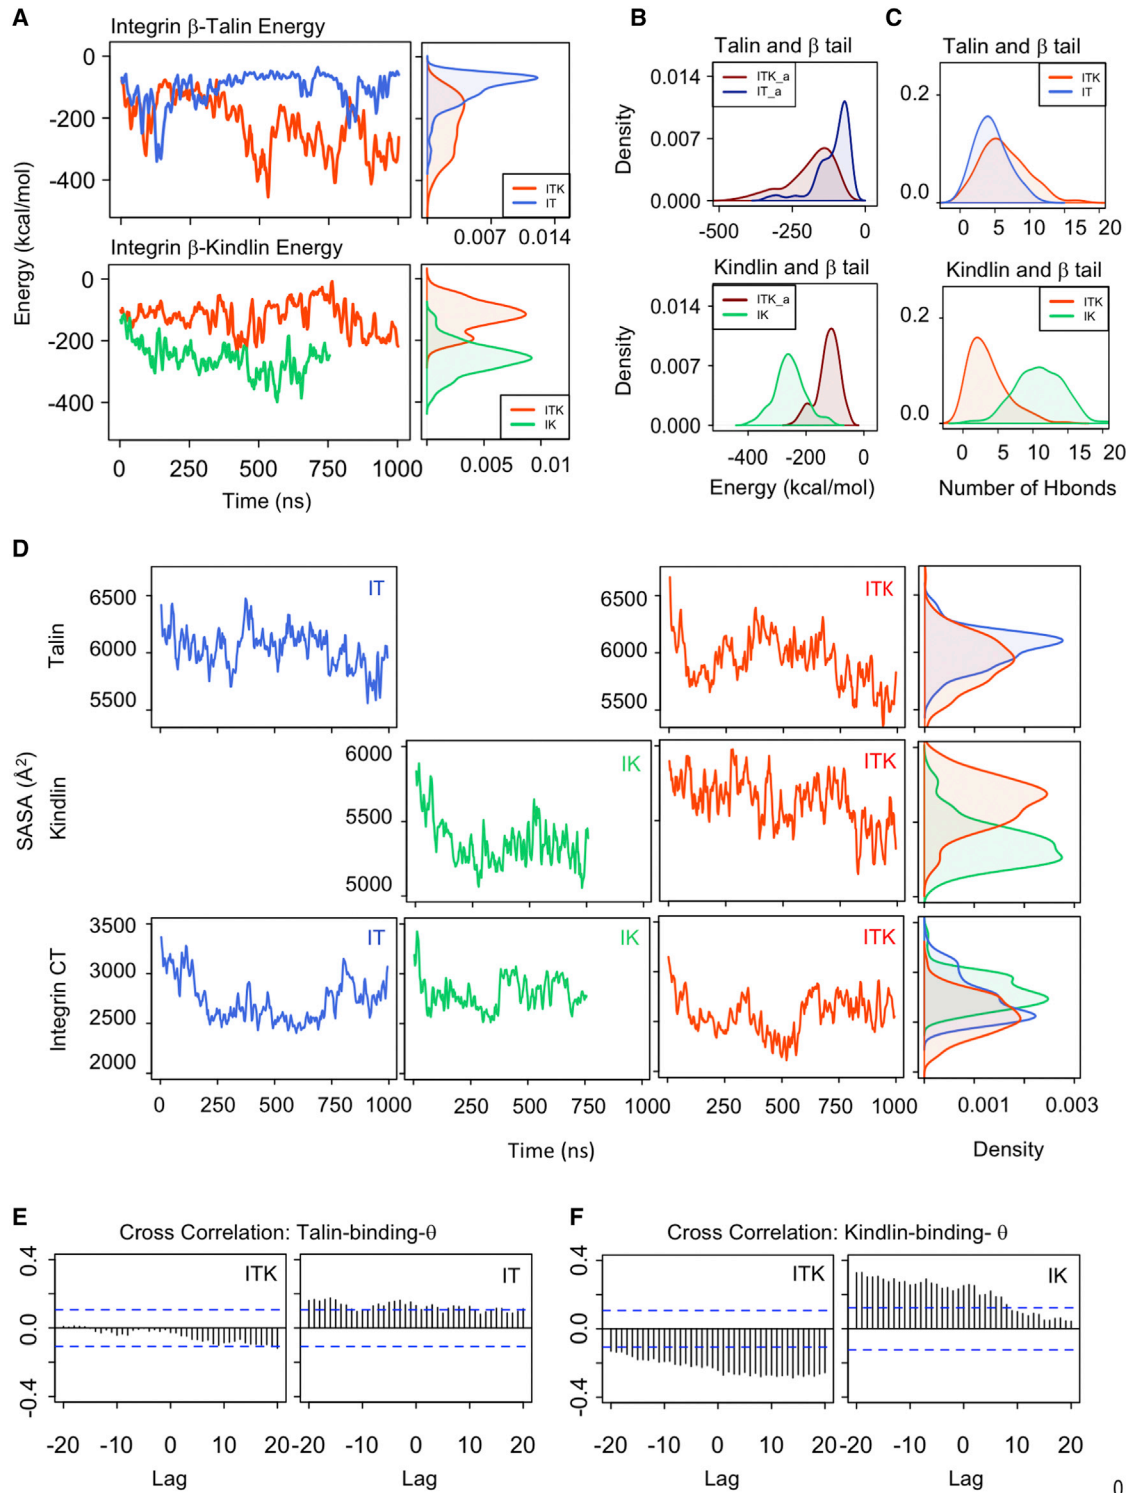 A
Integrin β-Talin Energy
0
-200
-400
ITK
IT
0.007 0.014
Integrin β-Kindlin Energy
0
-200
-400
ITK
IK
0.005 0.01
0 250 500 750 1000
Time (ns)
Energy (kcal/mol)
B
Talin and β tail
0.014
0.007
0.000
Density
ITK_a
IT_a
-500 -250 0
Kindlin and β tail
0.014
0.007
0.000
Density
ITK_a
IK
-400 -200 0
Energy (kcal/mol)
C
Talin and β tail
0.2
0.0
ITK
IT
0 5 10 15 20
Kindlin and β tail
0.2
0.0
ITK
IK
0 5 10 15 20
Number of Hbonds
D
SASA (Å²)
Talin
6500
6000
5500
IT
6500
6000
5500
ITK
Kindlin
6000
5500
5000
IK
ITK
Integrin CT
3500
3000
2500
2000
IT
IK
ITK
0 250 500 750 1000
250 500 750 1000
250 500 750 1000
0.001 0.003
Time (ns)
Density
E
Cross Correlation: Talin-binding-θ
0.4
0.0
-0.4
ITK
IT
-20 -10 0 10 20
-20 -10 0 10 20
Lag
Lag
F
Cross Correlation: Kindlin-binding- θ
0.4
0.0
-0.4
ITK
IK
-20 -10 0 10 20
-20 -10 0 10 20
Lag
Lag
0